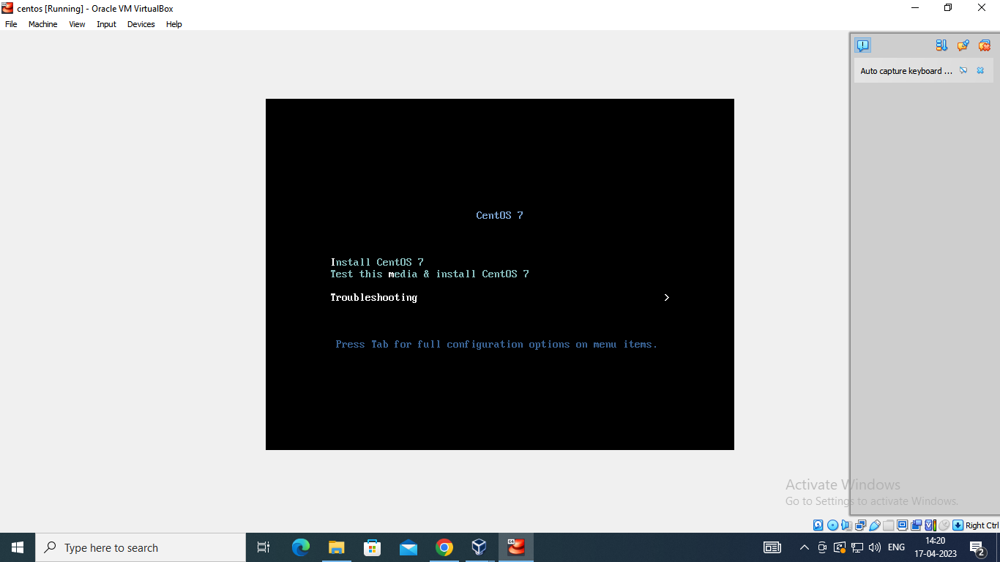 centos [Running] - Oracle VM VirtualBox
File Machine View Input Devices Help
Auto capture keyboard ...
CentOS 7
Install CentOS 7
Test this media & install CentOS 7
Troubleshooting >
Press Tab for full configuration options on menu items.
Activate Windows
Go to Settings to activate Windows.
Right Ctrl
Type here to search
64
ENG
14:20
17-04-2023
2